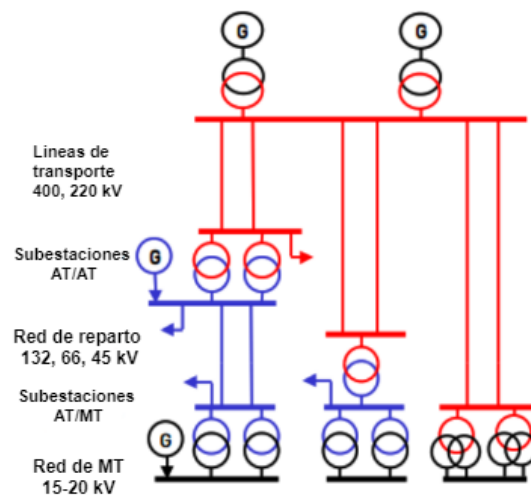 G
G
Lineas de
transporte
400, 220 kV
Subestaciones
AT/AT
G
Red de reparto
132, 66, 45 kV
Subestaciones
AT/MT
G
Red de MT
15-20 kV